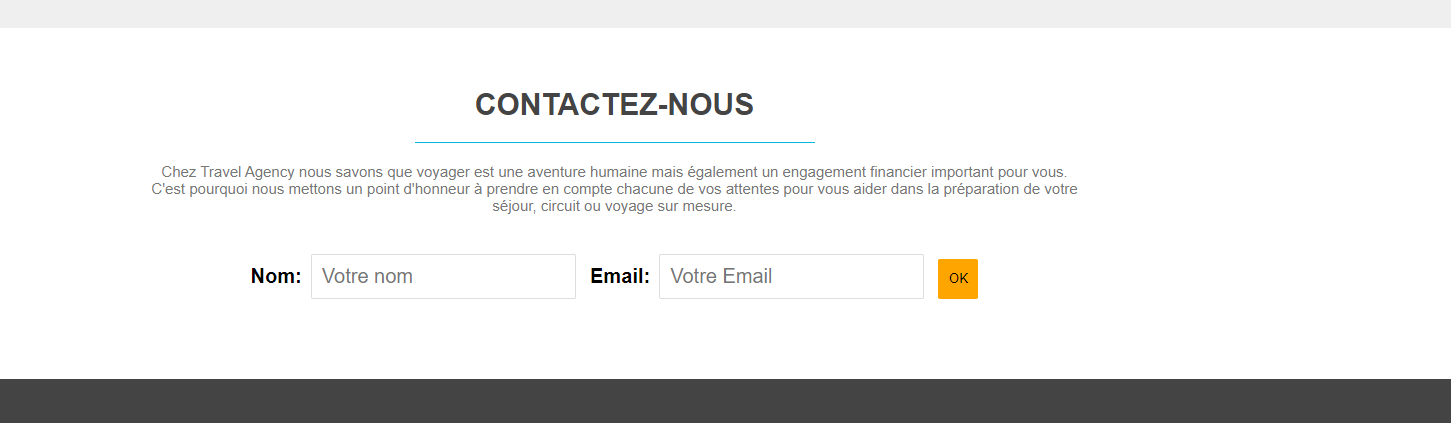 CONTACTEZ-NOUS
Chez Travel Agency nous savons que voyager est une aventure humaine mais également un engagement financier important pour vous.
C'est pourquoi nous mettons un point d'honneur à prendre en compte chacune de vos attentes pour vous aider dans la préparation de votre
séjour, circuit ou voyage sur mesure.
Nom: Votre nom Email: Votre Email OK